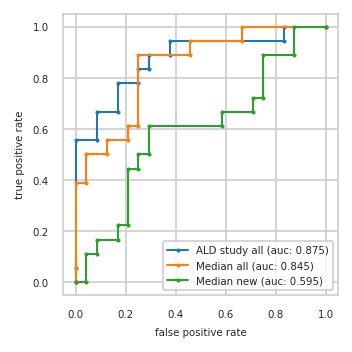 1.0
0.8
0.6
0.4
0.2
0.0
true positive rate
ALD study all (auc: 0.875)
Median all (auc: 0.845)
Median new (auc: 0.595)
0.0 0.2 0.4 0.6 0.8 1.0
false positive rate